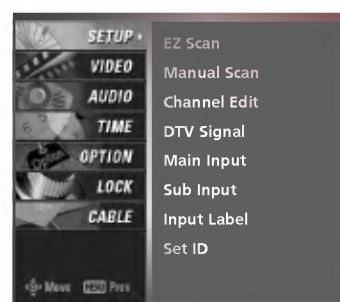 SETUP
VIDEO
AUDIO
TIME
OPTION
LOCK
CABLE
Move MENU Prev
EZ Scan
Manual Scan
Channel Edit
DTV Signal
Main Input
Sub Input
Input Label
Set ID